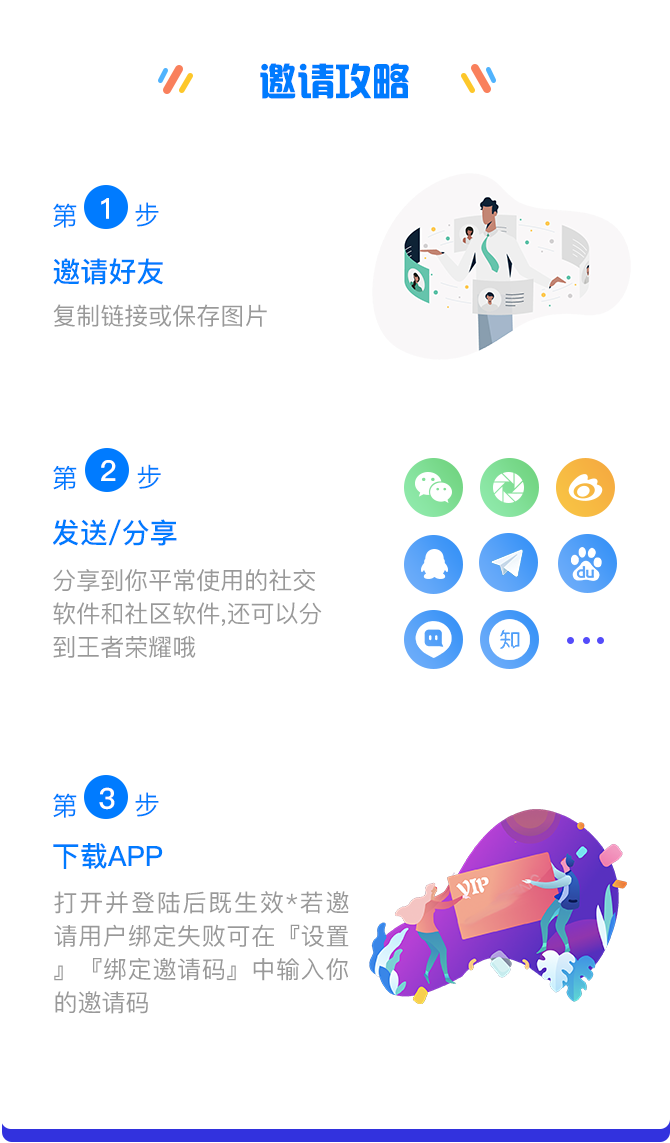 邀请攻略
第 1 步
邀请好友
复制链接或保存图片
第 2 步
发送/分享
分享到你平常使用的社交
软件和社区软件,还可以分
到王者荣耀哦
du
知
第 3 步
下载APP
打开并登陆后既生效*若邀
请用户绑定失败可在『设置
』『绑定邀请码』中输入你
的邀请码
VIP